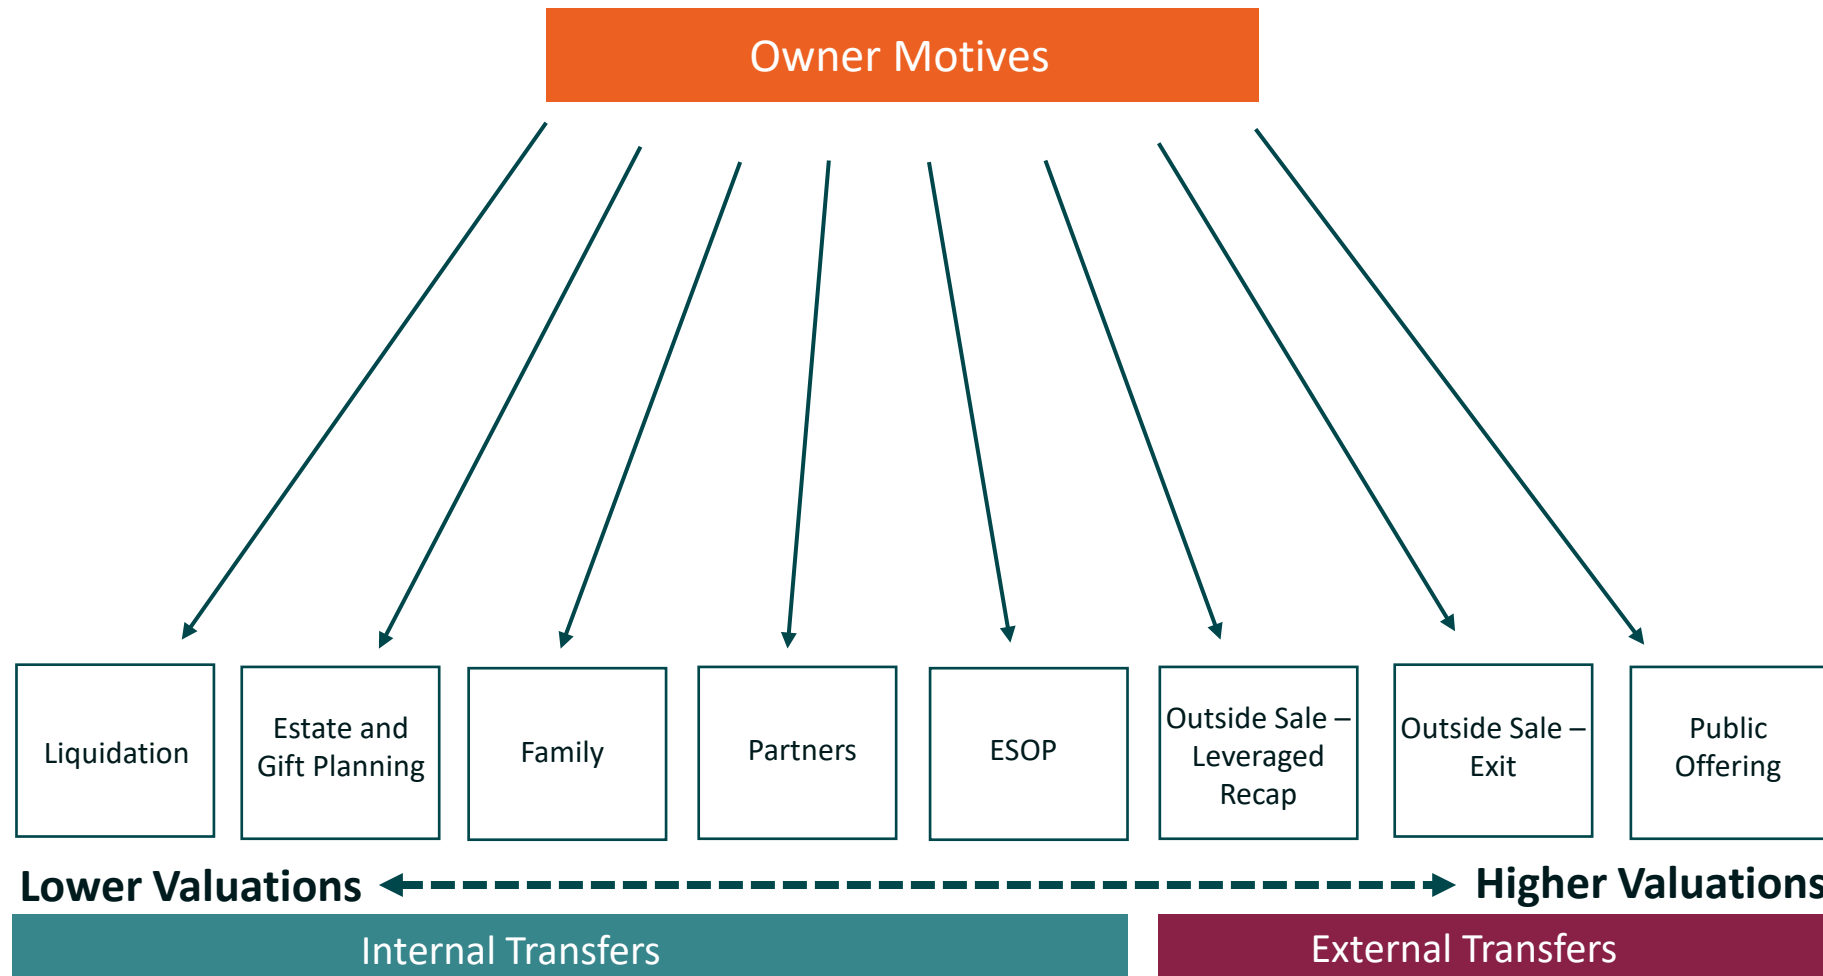 Owner Motives
Liquidation
Estate and
Gift Planning
Family
Partners
ESOP
Outside Sale –
Leveraged
Recap
Outside Sale –
Exit
Public
Offering
Lower Valuations
Higher Valuations
Internal Transfers
External Transfers